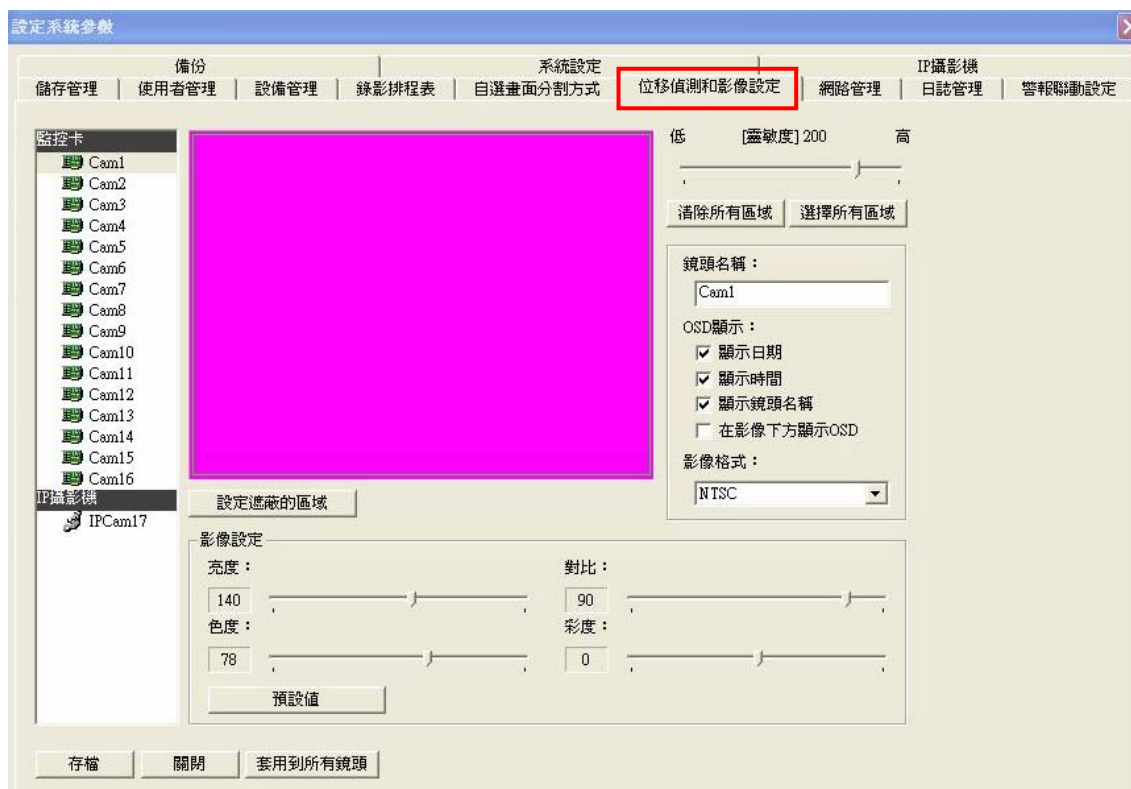 設定系統參數
備份
系統設定
IP攝影機
儲存管理
使用者管理
設備管理
錄影排程表
自選畫面分割方式
位移偵測和影像設定
網路管理
日誌管理
警報聯動設定
監控卡
Cam1
Cam2
Cam3
Cam4
Cam5
Cam6
Cam7
Cam8
Cam9
Cam10
Cam11
Cam12
Cam13
Cam14
Cam15
Cam16
IP攝影機
IPCam17
低 [靈敏度] 200 高
清除所有區域
選擇所有區域
鏡頭名稱：
Cam1
OSD顯示：
顯示日期
顯示時間
顯示鏡頭名稱
在影像下方顯示OSD
影像格式：
NTSC
設定遮蔽的區域
影像設定
亮度：
140
對比：
90
色度：
78
彩度：
0
預設值
存檔
關閉
套用到所有鏡頭